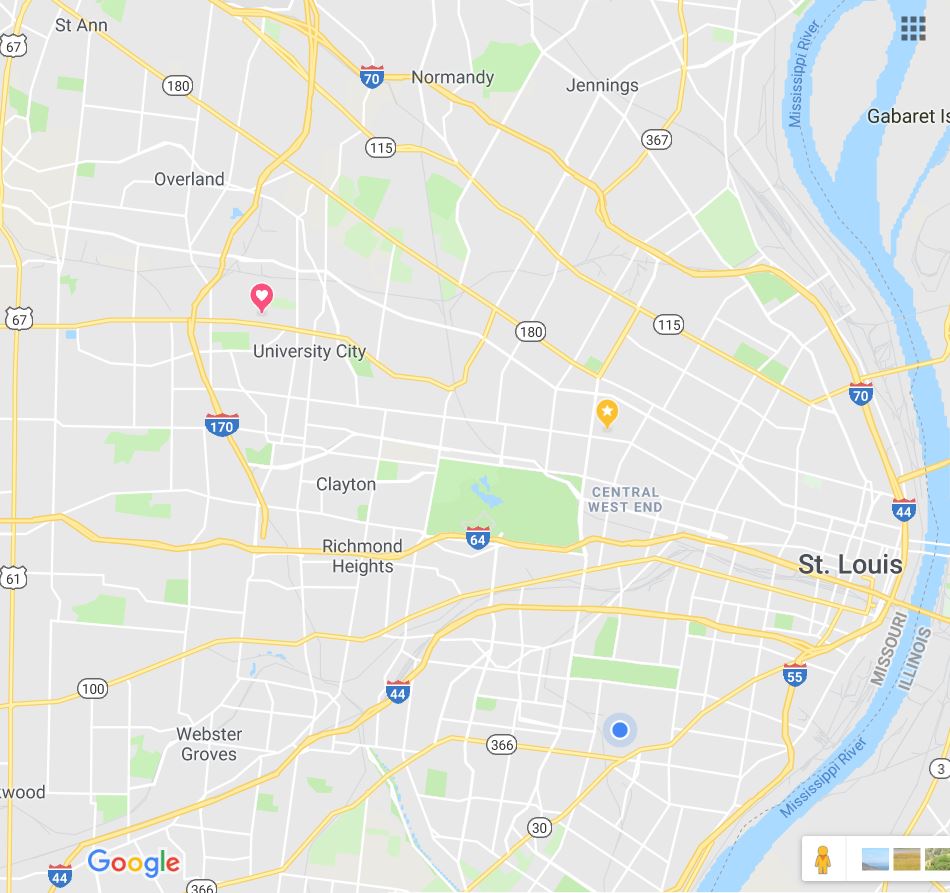 St Ann
67
70
Normandy
Jennings
180
Mississippi River
Gabaret Is
115
367
Overland
67
180
115
University City
70
170
Clayton
CENTRAL
WEST END
44
64
Richmond
Heights
St. Louis
61
MISSOURI
ILLINOIS
100
44
55
Webster
Groves
366
Mississippi River
3
kwood
30
Google
44
366